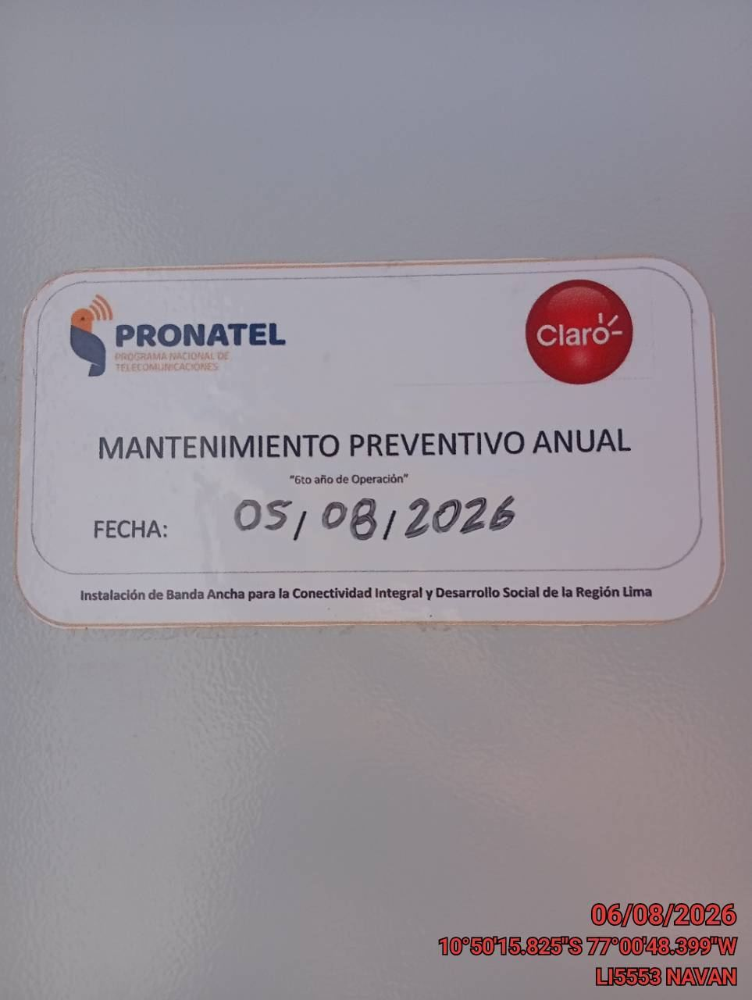 PRONATEL
PROGRAMA NACIONAL DE
TELECOMUNICACIONES
Claro
MANTENIMIENTO PREVENTIVO ANUAL
"6to año de Operación"
FECHA: 05/08/2026
Instalación de Banda Ancha para la Conectividad Integral y Desarrollo Social de la Región Lima
06/08/2026
10°50'15.825"S 77°00'48.399"W
LI5553 NAVAN